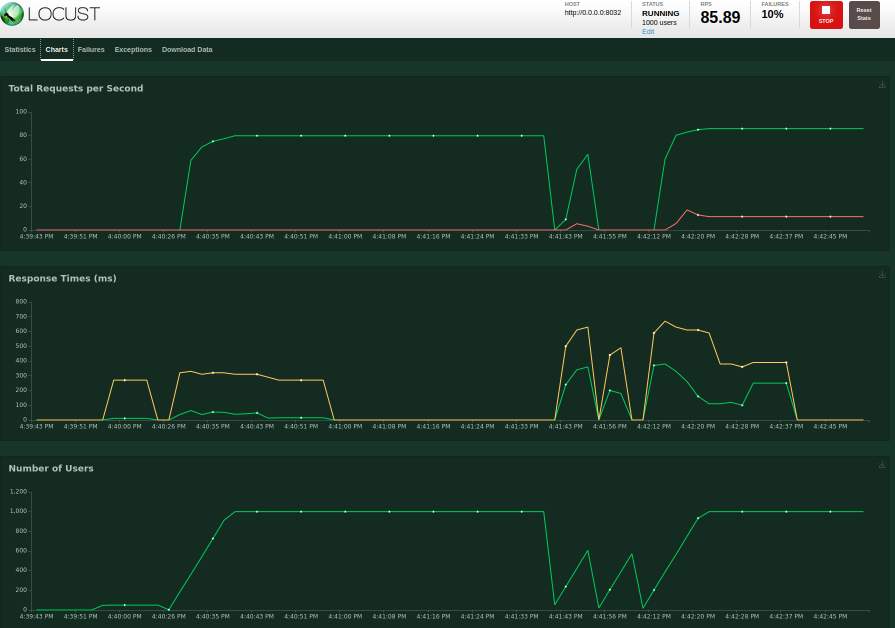 LOCUST
HOST
http://0.0.0.0:8032
STATUS
RUNNING
1000 users
Edit
RPS
85.89
FAILURES
10%
STOP
Reset
Stats
Statistics Charts Failures Exceptions Download Data
Total Requests per Second
100
80
60
40
20
0
4:39:43 PM 4:39:51 PM 4:40:00 PM 4:40:26 PM 4:40:35 PM 4:40:43 PM 4:40:51 PM 4:41:00 PM 4:41:08 PM 4:41:16 PM 4:41:24 PM 4:41:33 PM 4:41:43 PM 4:41:55 PM 4:42:12 PM 4:42:20 PM 4:42:28 PM 4:42:37 PM 4:42:45 PM
Response Times (ms)
800
700
600
500
400
300
200
100
0
4:39:43 PM 4:39:51 PM 4:40:00 PM 4:40:26 PM 4:40:35 PM 4:40:43 PM 4:40:51 PM 4:41:00 PM 4:41:08 PM 4:41:16 PM 4:41:24 PM 4:41:33 PM 4:41:43 PM 4:41:56 PM 4:42:12 PM 4:42:20 PM 4:42:28 PM 4:42:37 PM 4:42:45 PM
Number of Users
1,200
1,000
800
600
400
200
0
4:39:43 PM 4:39:51 PM 4:40:00 PM 4:40:26 PM 4:40:35 PM 4:40:43 PM 4:40:51 PM 4:41:00 PM 4:41:08 PM 4:41:16 PM 4:41:24 PM 4:41:33 PM 4:41:43 PM 4:41:55 PM 4:42:12 PM 4:42:20 PM 4:42:28 PM 4:42:37 PM 4:42:45 PM